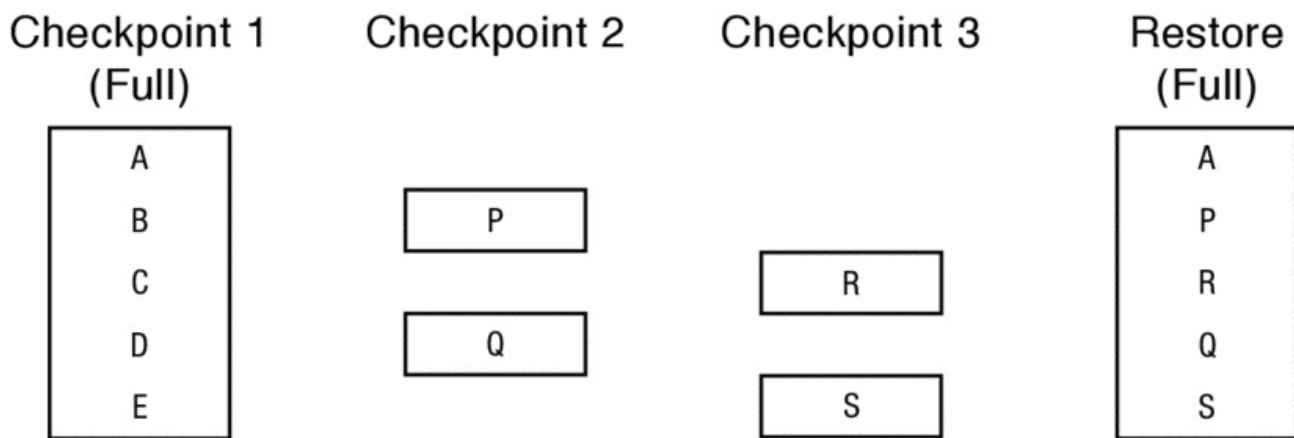 Checkpoint 1
(Full)
Checkpoint 2
Checkpoint 3
Restore
(Full)
A
B
C
D
E
P
Q
R
S
A
P
R
Q
S